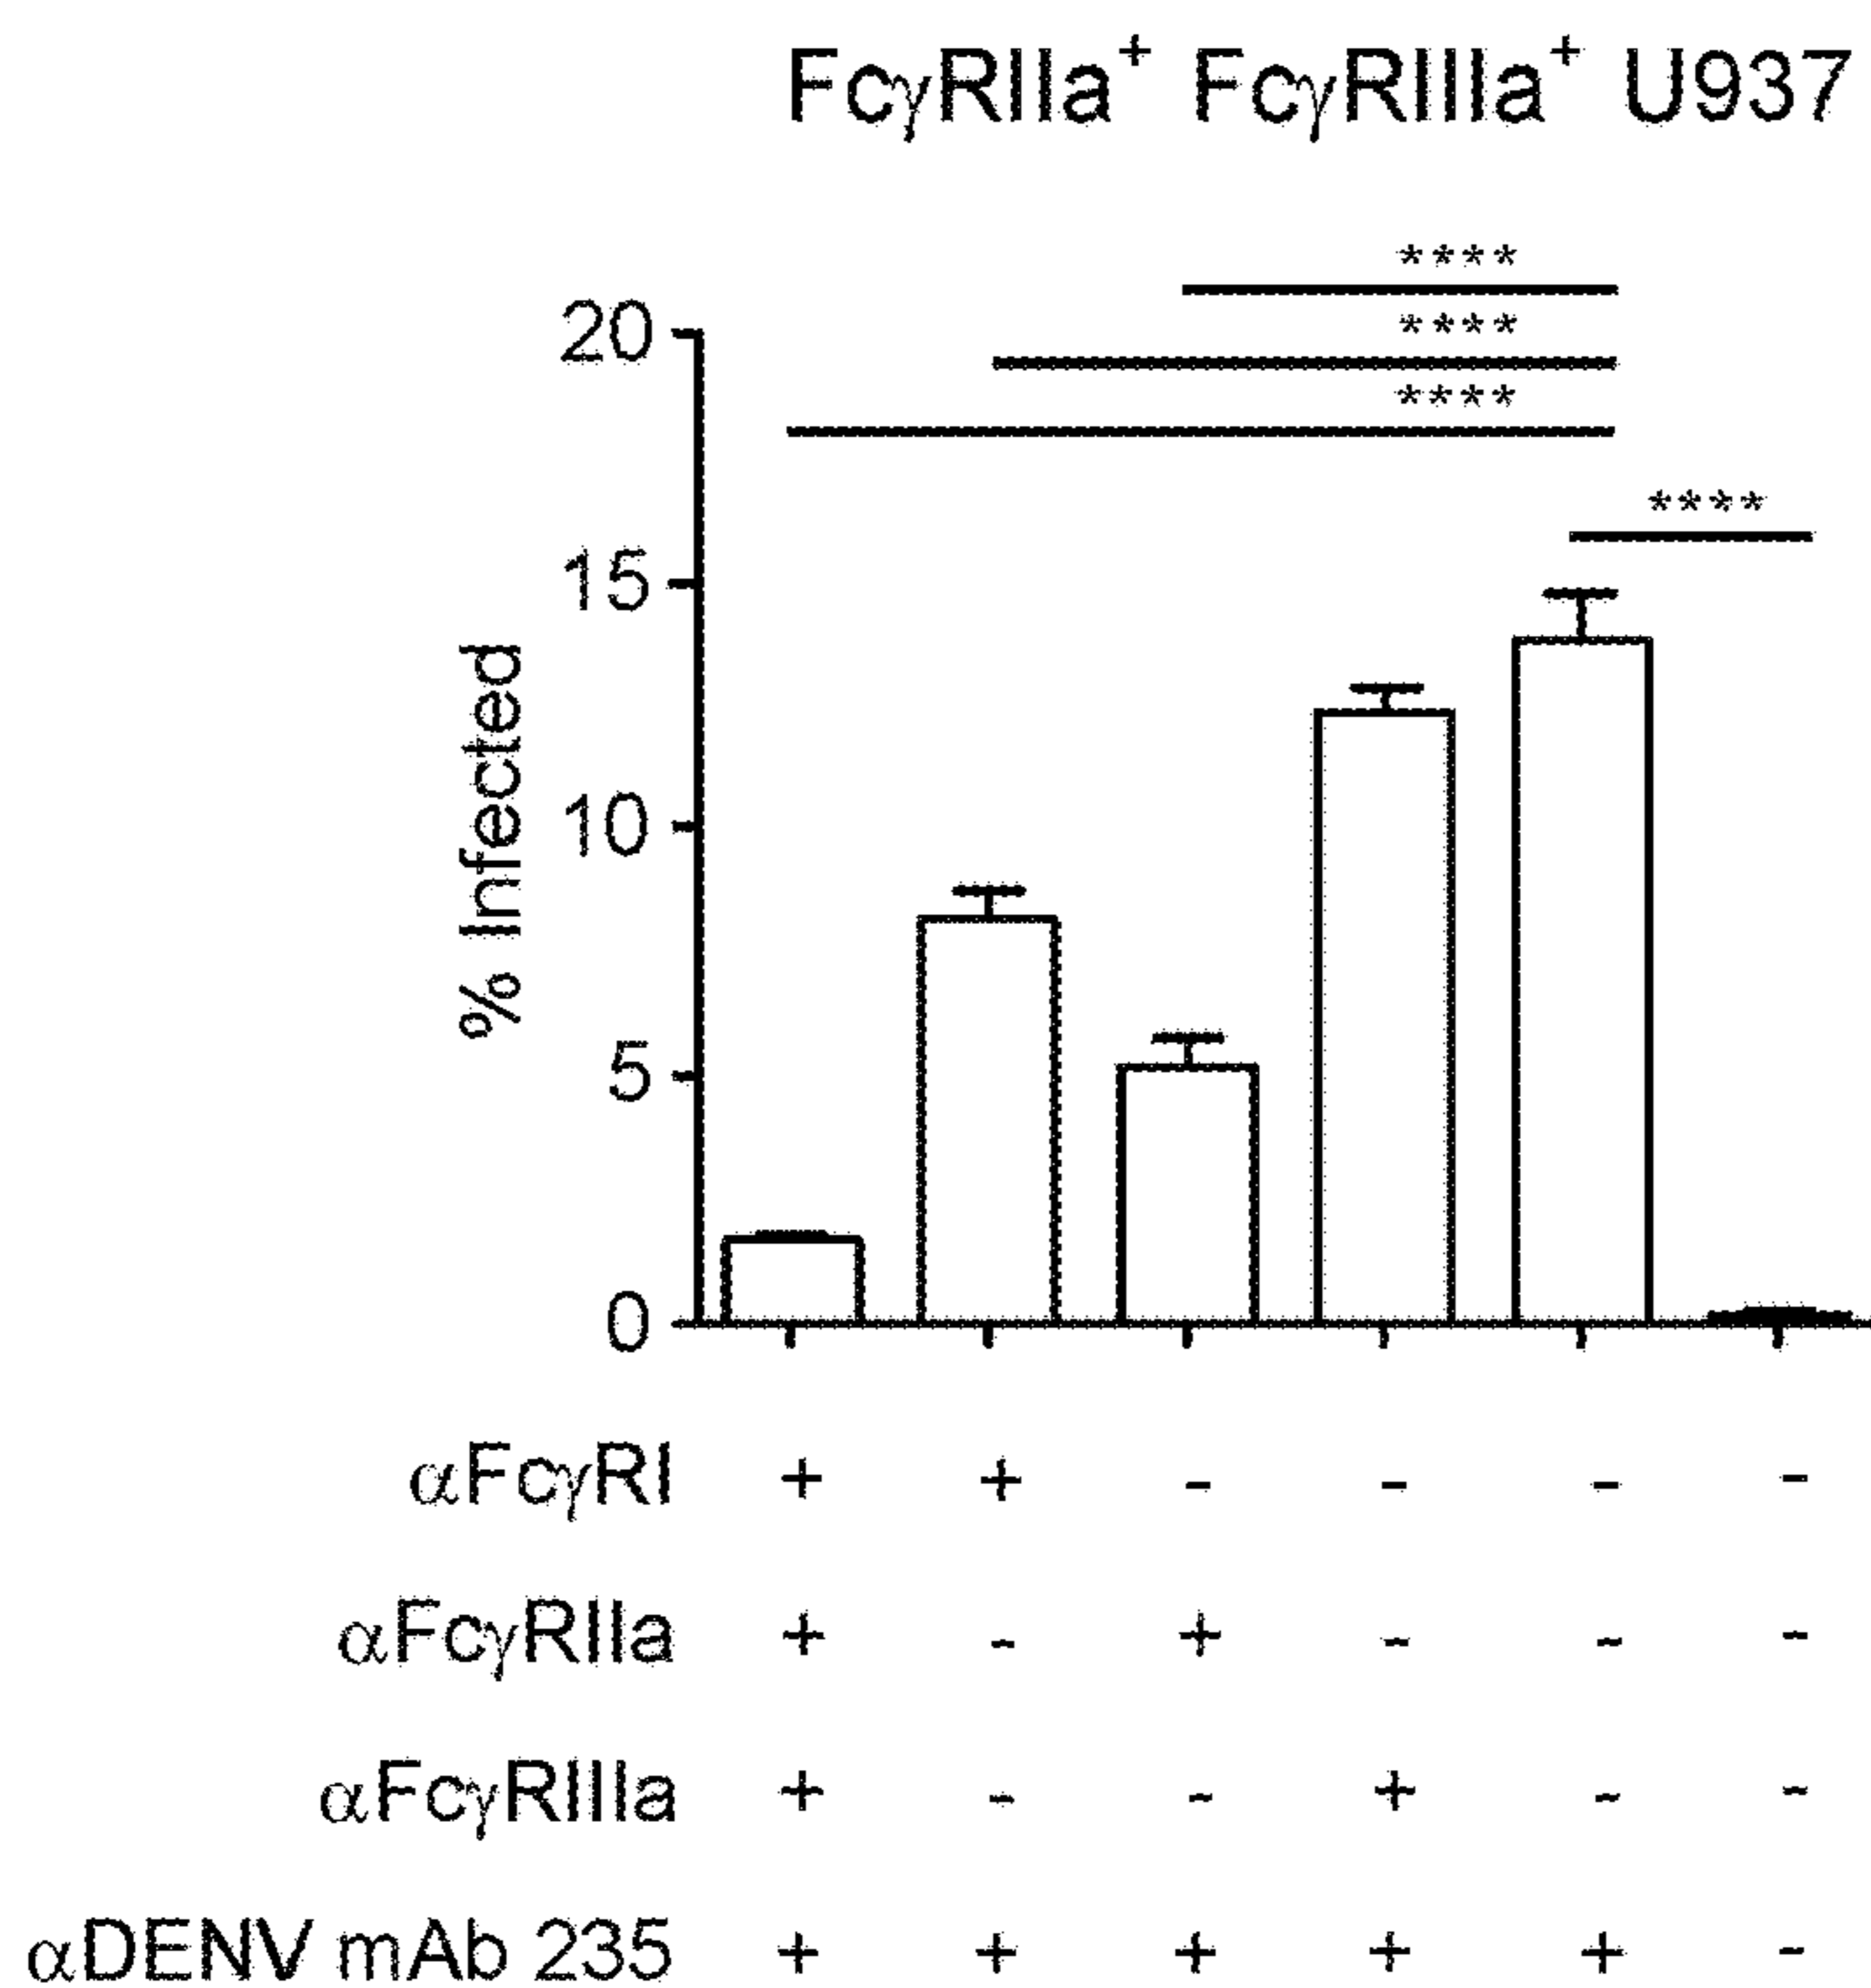 FcγRIIa⁺ FcγRIIIa⁺ U937
****
****
****
****
20
15
10
5
0
% Infected
αFcγRI + + - - - -
αFcγRIIa + - + - - -
αFcγRIIIa + - - + - -
αDENV mAb 235 + + + + + -